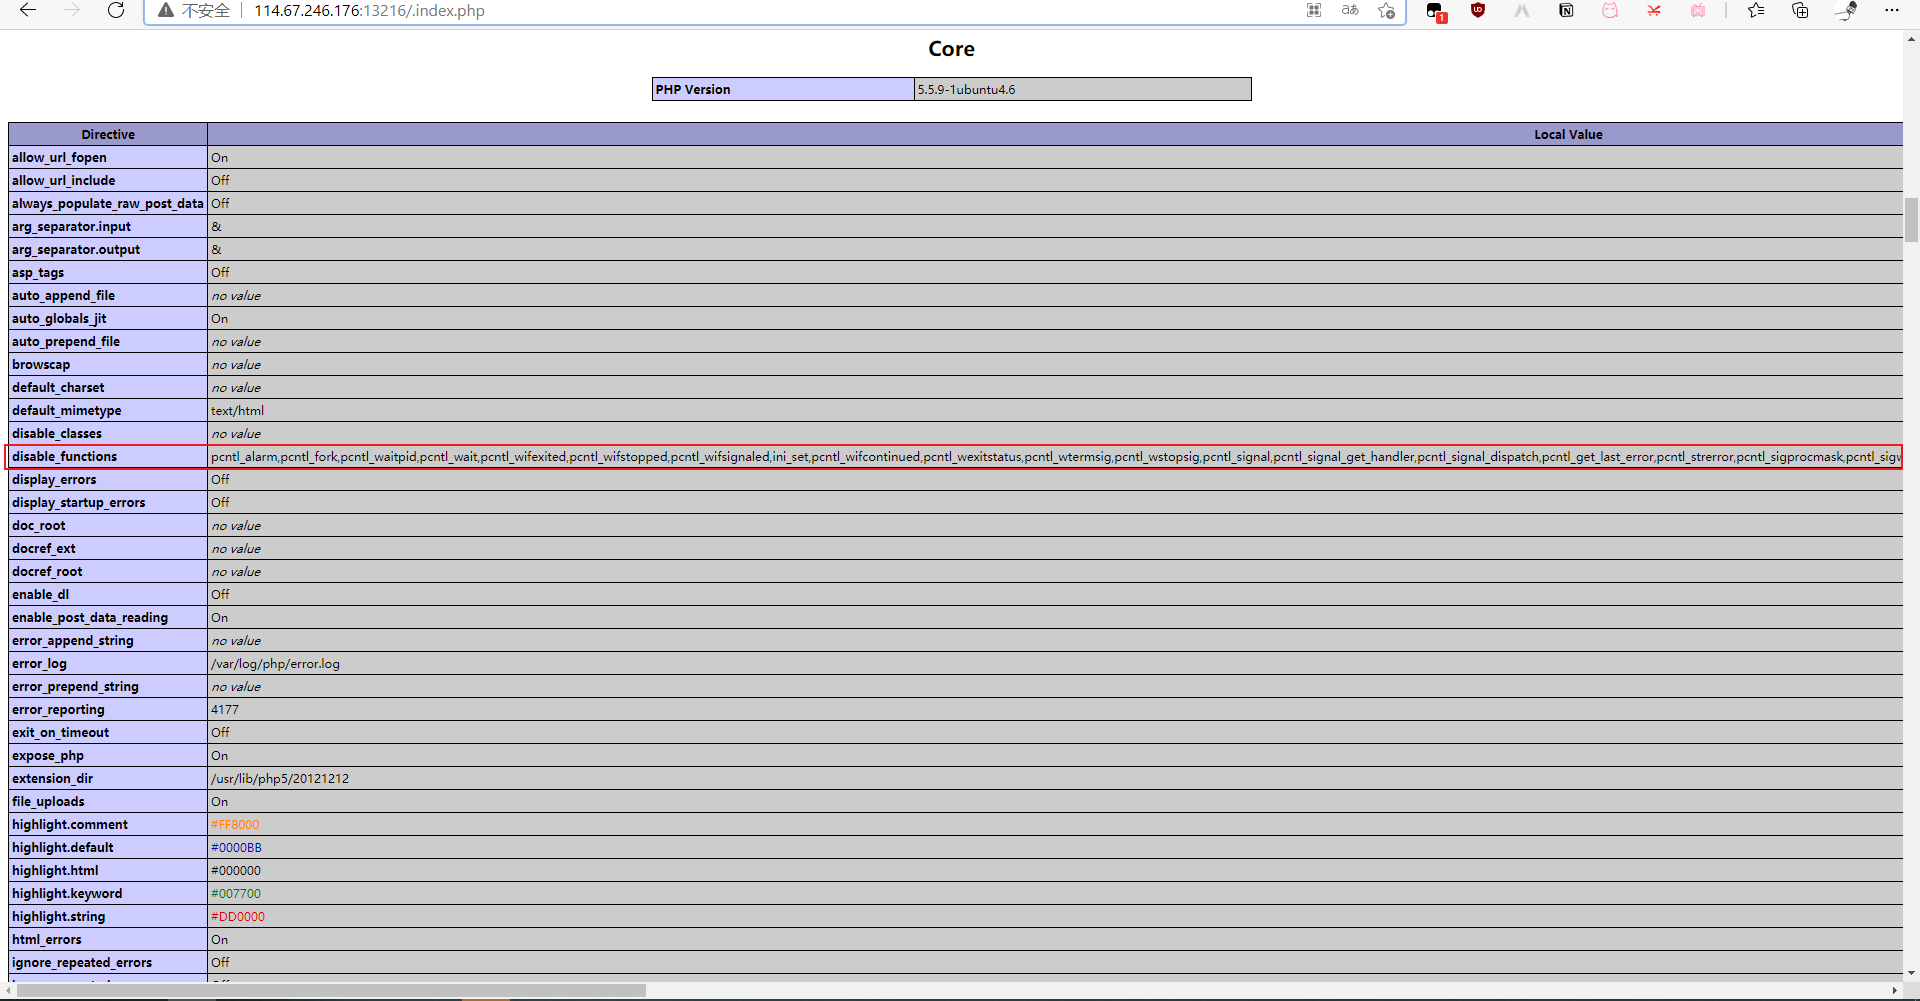 不安全 114.67.246.176:13216/.index.php aあ 1
Core
PHP Version 5.5.9-1ubuntu4.6
Directive Local Value
allow_url_fopen On
allow_url_include Off
always_populate_raw_post_data Off
arg_separator.input &
arg_separator.output &
asp_tags Off
auto_append_file no value
auto_globals_jit On
auto_prepend_file no value
browscap no value
default_charset no value
default_mimetype text/html
disable_classes no value
disable_functions pcntl_alarm,pcntl_fork,pcntl_waitpid,pcntl_wait,pcntl_wifexited,pcntl_wifstopped,pcntl_wifsignaled,ini_set,pcntl_wifcontinued,pcntl_wexitstatus,pcntl_wtermsig,pcntl_wstopsig,pcntl_signal,pcntl_signal_get_handler,pcntl_signal_dispatch,pcntl_get_last_error,pcntl_strerror,pcntl_sigprocmask,pcntl_sigw
display_errors Off
display_startup_errors Off
doc_root no value
docref_ext no value
docref_root no value
enable_dl Off
enable_post_data_reading On
error_append_string no value
error_log /var/log/php/error.log
error_prepend_string no value
error_reporting 4177
exit_on_timeout Off
expose_php On
extension_dir /usr/lib/php5/20121212
file_uploads On
highlight.comment #FF8000
highlight.default #0000BB
highlight.html #000000
highlight.keyword #007700
highlight.string #DD0000
html_errors On
ignore_repeated_errors Off